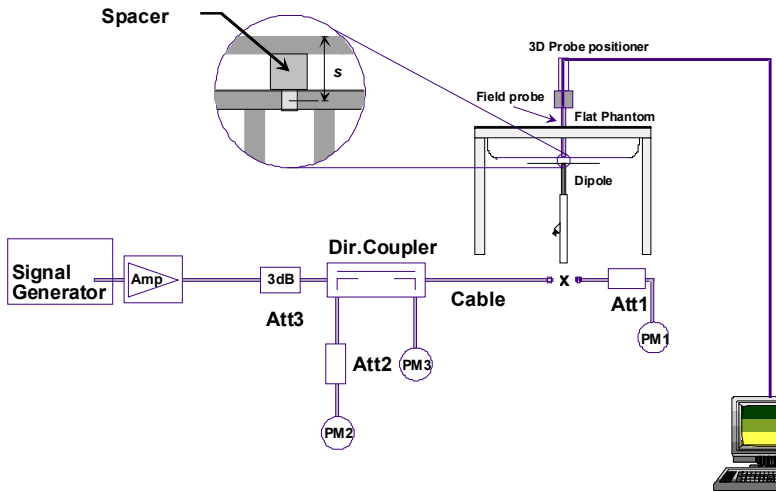 Spacer
s
3D Probe positioner
Field probe
Flat Phantom
Dipole
Signal
Generator
Amp
3dB
Att3
Dir.Coupler
Cable
x
Att1
PM1
Att2
PM3
PM2